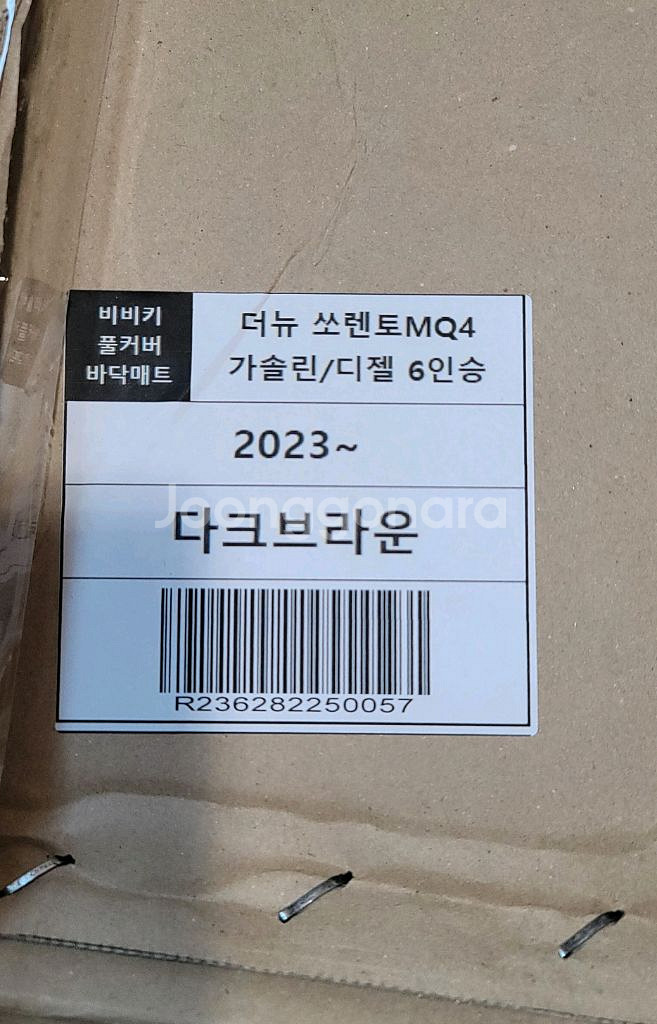 비비키
풀커버
바닥매트
더뉴 쏘렌토MQ4
가솔린/디젤 6인승
2023~
Joonggonara
다크브라운
R236282250057